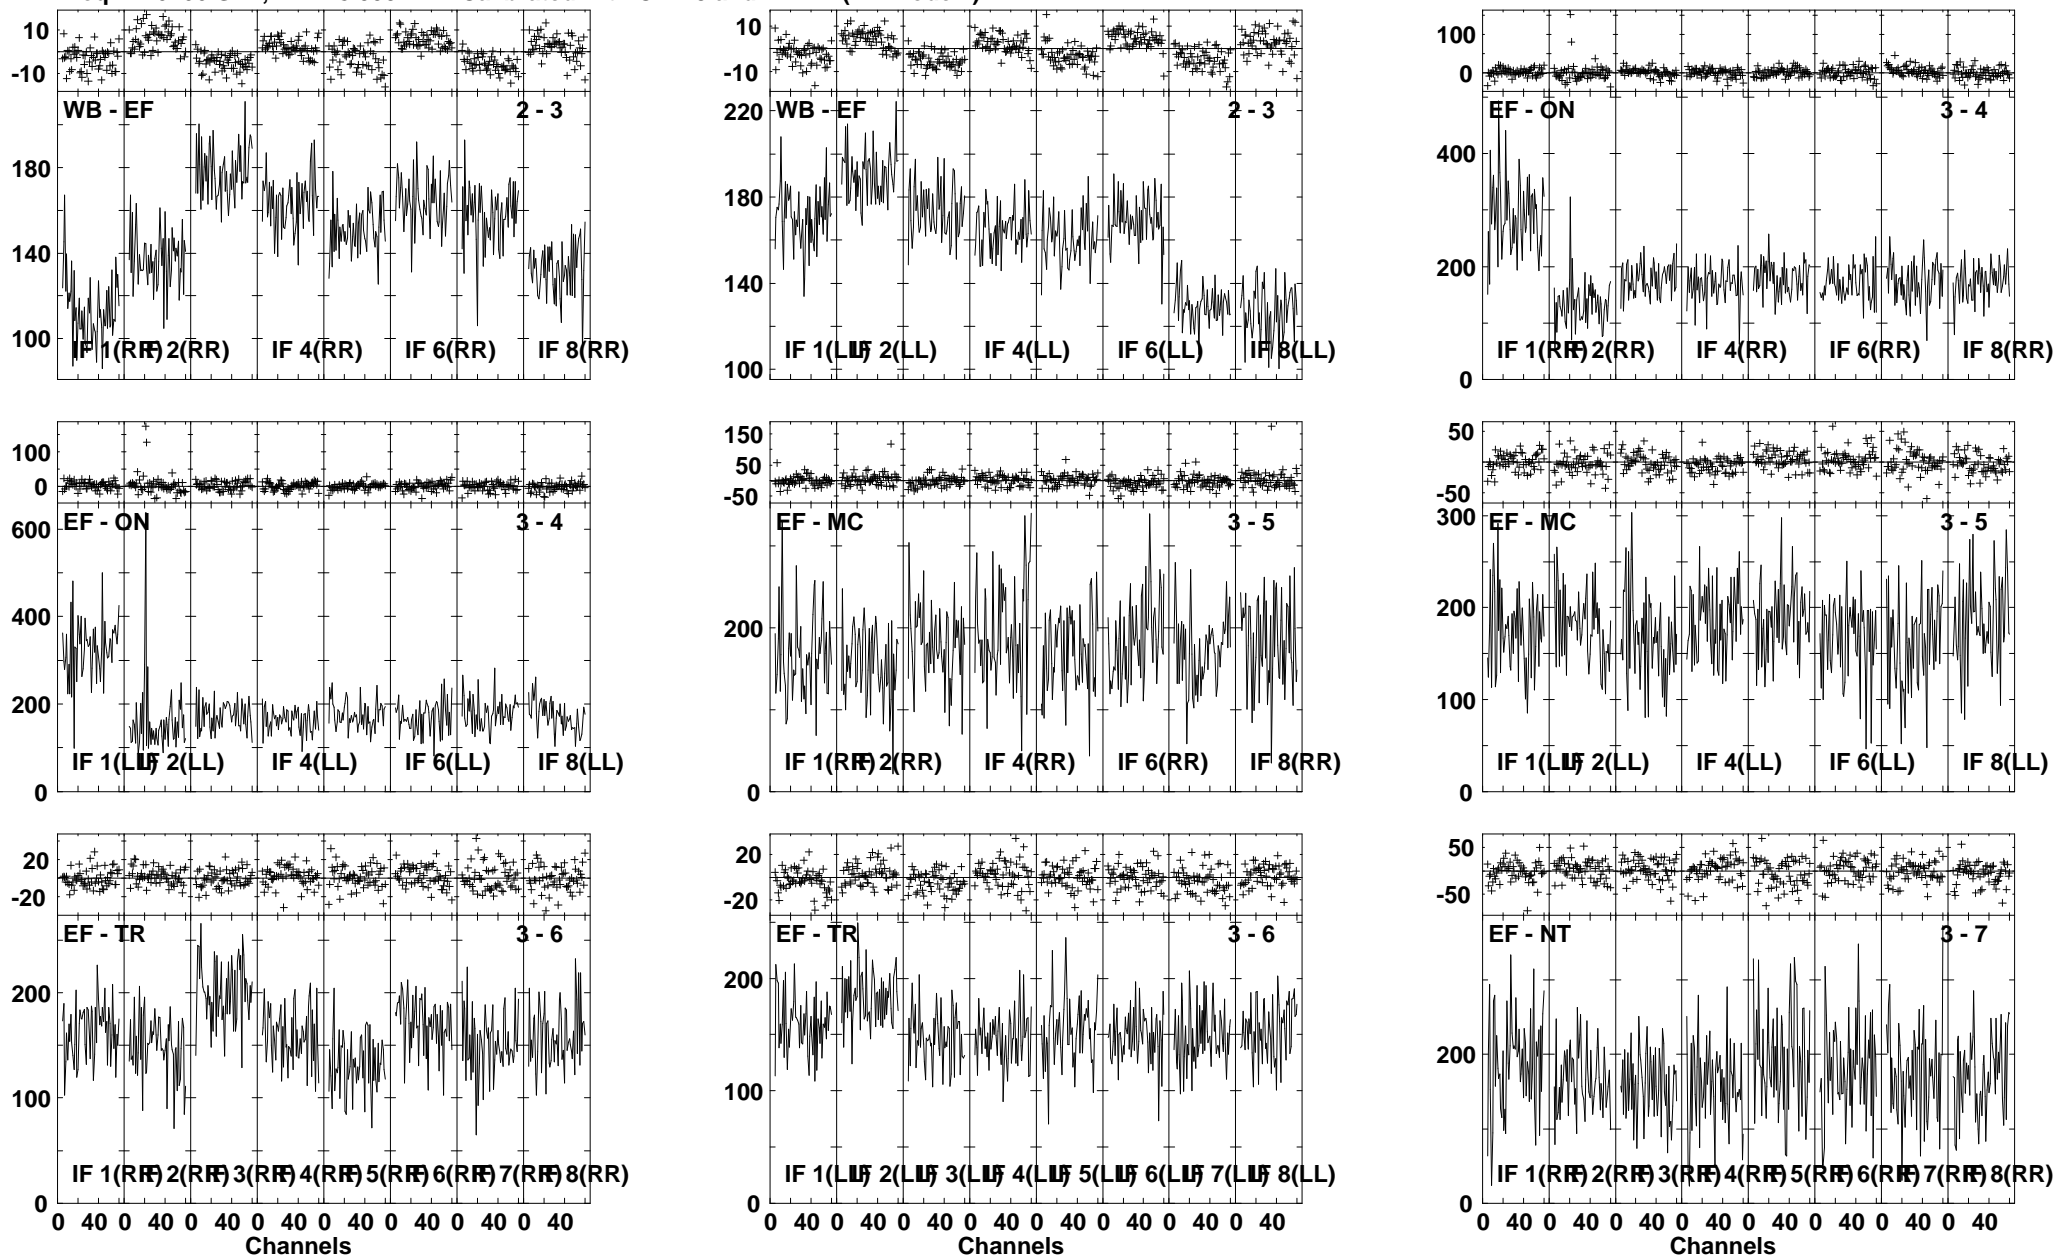 10
-10
WB - EF 2 - 3
180
140
100
IF 1(RR) IF 2(RR) IF 4(RR) IF 6(RR) IF 8(RR)
10
-10
WB - EF 2 - 3
220
180
140
100
IF 1(LL) IF 2(LL) IF 4(LL) IF 6(LL) IF 8(LL)
100
0
EF - ON 3 - 4
400
200
0
IF 1(RR) IF 2(RR) IF 4(RR) IF 6(RR) IF 8(RR)
100
0
EF - ON 3 - 4
600
400
200
0
IF 1(LL) IF 2(LL) IF 4(LL) IF 6(LL) IF 8(LL)
150
50
-50
EF - MC 3 - 5
200
0
IF 1(RR) IF 2(RR) IF 4(RR) IF 6(RR) IF 8(RR)
50
-50
EF - MC 3 - 5
300
200
100
0
IF 1(LL) IF 2(LL) IF 4(LL) IF 6(LL) IF 8(LL)
20
-20
EF - TR 3 - 6
200
100
0
IF 1(RR) IF 2(RR) IF 3(RR) IF 4(RR) IF 5(RR) IF 6(RR) IF 7(RR) IF 8(RR)
0 40 0 40 0 40 0 40 0 40 0 40 0 40 0 40
Channels
20
-20
EF - TR 3 - 6
200
100
0
IF 1(LL) IF 2(LL) IF 3(LL) IF 4(LL) IF 5(LL) IF 6(LL) IF 7(LL) IF 8(LL)
0 40 0 40 0 40 0 40 0 40 0 40 0 40 0 40
Channels
50
-50
EF - NT 3 - 7
200
0
IF 1(RR) IF 2(RR) IF 3(RR) IF 4(RR) IF 5(RR) IF 6(RR) IF 7(RR) IF 8(RR)
0 40 0 40 0 40 0 40 0 40 0 40 0 40 0 40
Channels